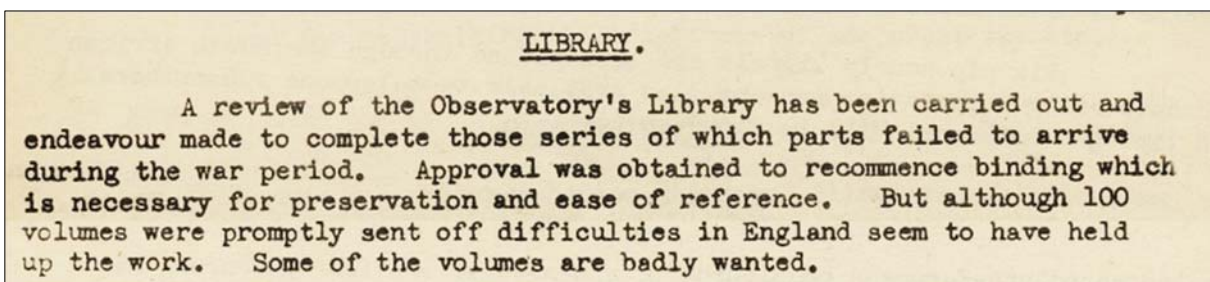 LIBRARY.
A review of the Observatory's Library has been carried out and
endeavour made to complete those series of which parts failed to arrive
during the war period. Approval was obtained to recommence binding which
is necessary for preservation and ease of reference. But although 100
volumes were promptly sent off difficulties in England seem to have held
up the work. Some of the volumes are badly wanted.